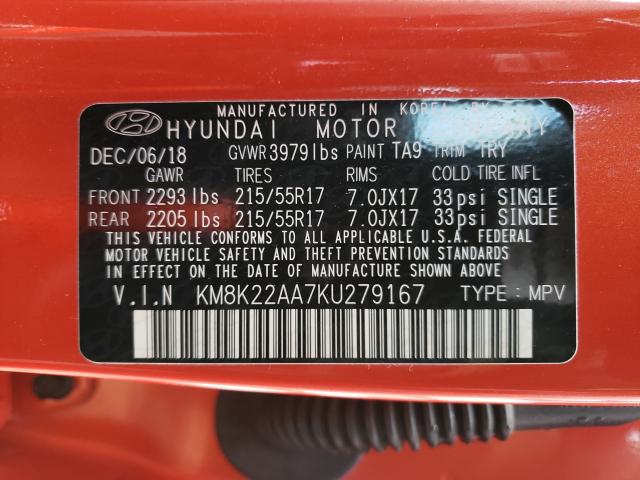 MANUFACTURED IN KOREA BY
HYUNDAI MOTOR COMPANY
DEC/06/18 GVWR 3979 lbs PAINT TA9 TRIM TRY
GAWR TIRES RIMS COLD TIRE INFL
FRONT 2293 lbs 215/55R17 7.0JX17 33 psi SINGLE
REAR 2205 lbs 215/55R17 7.0JX17 33 psi SINGLE
THIS VEHICLE CONFORMS TO ALL APPLICABLE U.S.A. FEDERAL
MOTOR VEHICLE SAFETY AND THEFT PREVENTION STANDARDS
IN EFFECT ON THE DATE OF MANUFACTURE SHOWN ABOVE.
V.I.N KM8K22AA7KU279167 TYPE: MPV